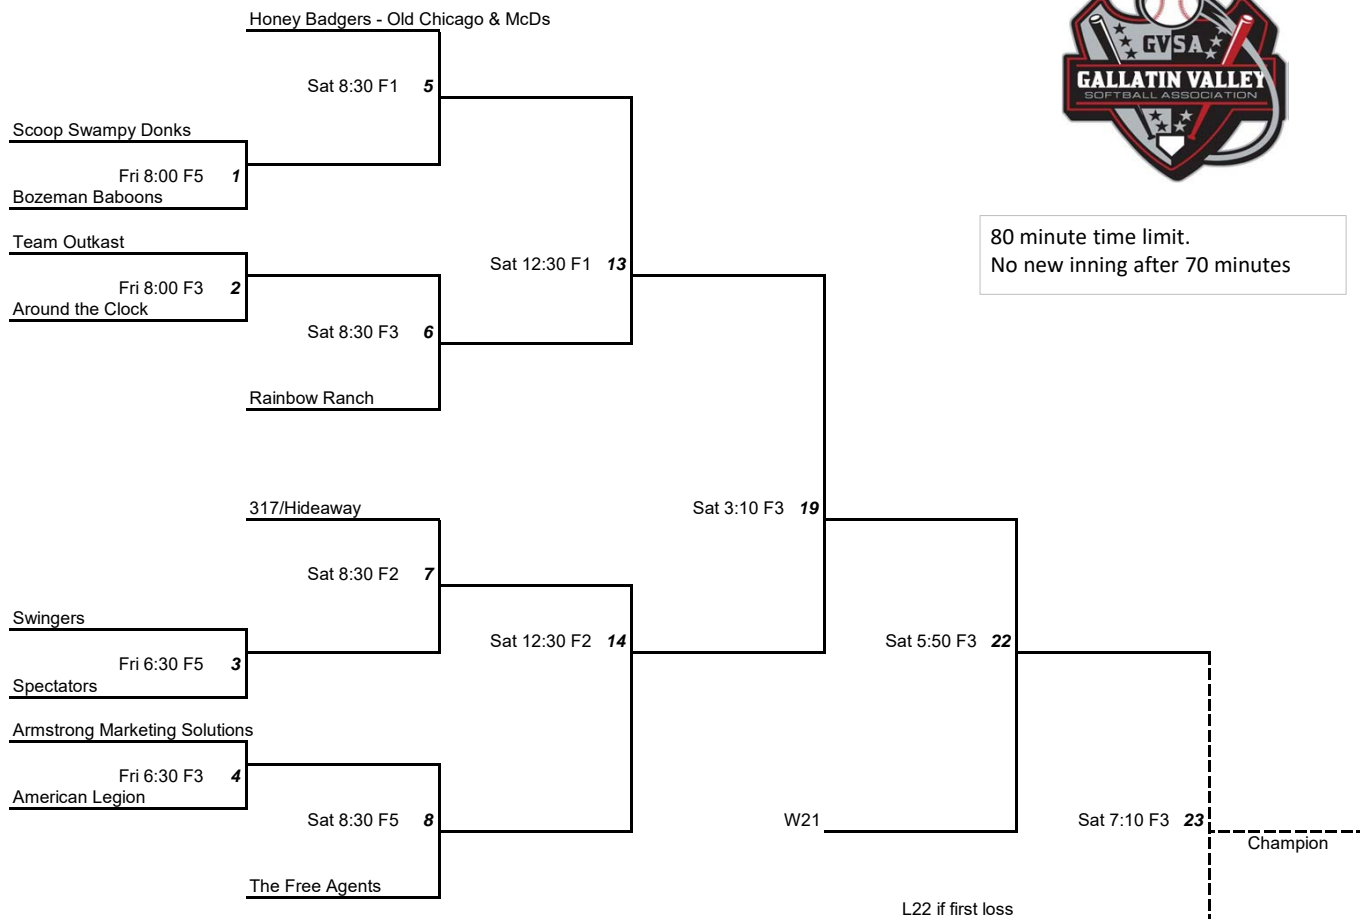 Honey Badgers - Old Chicago & McDs
GVSA
GALLATIN VALLEY
SOFTBALL ASSOCIATION
Sat 8:30 F1 5
Scoop Swampy Donks
Fri 8:00 F5 1
Bozeman Baboons
80 minute time limit.
No new inning after 70 minutes
Team Outkast
Sat 12:30 F1 13
Fri 8:00 F3 2
Around the Clock
Sat 8:30 F3 6
Rainbow Ranch
317/Hideaway
Sat 3:10 F3 19
Sat 8:30 F2 7
Swingers
Sat 12:30 F2 14
Sat 5:50 F3 22
Fri 6:30 F5 3
Spectators
Armstrong Marketing Solutions
Fri 6:30 F3 4
American Legion
Sat 8:30 F5 8
W21
Sat 7:10 F3 23
Champion
The Free Agents
L22 if first loss